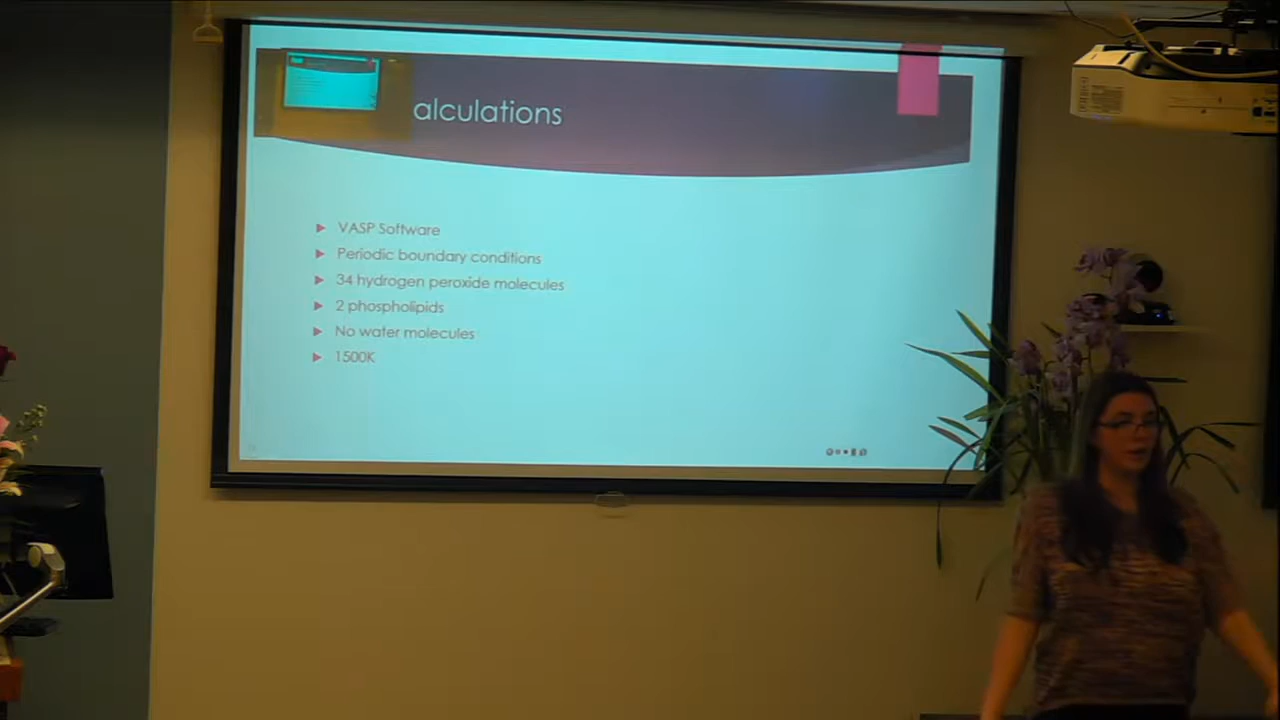 alculations
VASP Software
Periodic boundary conditions
34 hydrogen peroxide molecules
2 phospholipids
No water molecules
1500K